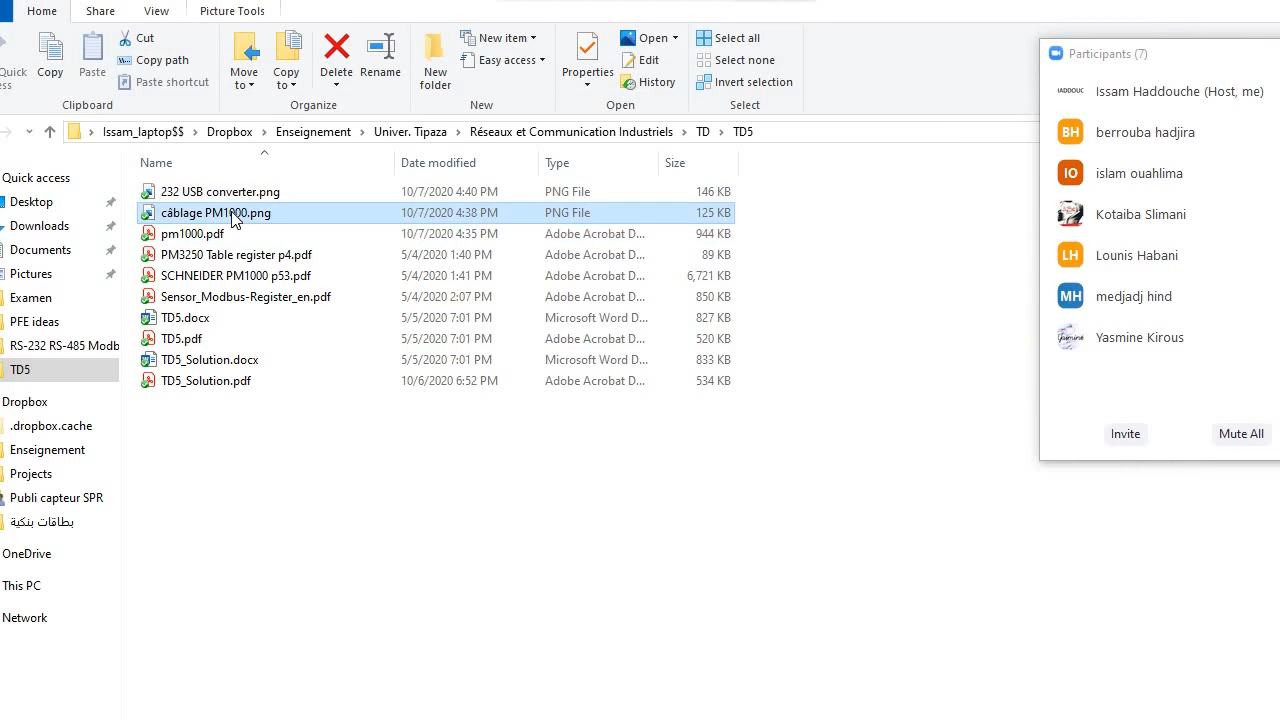 Home Share View Picture Tools
Quick access Copy Paste Cut Copy path Paste shortcut Move to Copy to Delete Rename New folder New item Easy access Properties Open Edit History Select all Select none Invert selection
Clipboard Organize New Open Select
Issam_laptop$$ Dropbox Enseignement Univer. Tipaza Réseaux et Communication Industriels TD TD5
Name Date modified Type Size
232 USB converter.png 10/7/2020 4:40 PM PNG File 146 KB
câblage PM1000.png 10/7/2020 4:38 PM PNG File 125 KB
pm1000.pdf 10/7/2020 4:35 PM Adobe Acrobat D... 944 KB
PM3250 Table register p4.pdf 5/4/2020 1:40 PM Adobe Acrobat D... 89 KB
SCHNEIDER PM1000 p53.pdf 5/4/2020 1:41 PM Adobe Acrobat D... 6,721 KB
Sensor_Modbus-Register_en.pdf 5/4/2020 2:07 PM Adobe Acrobat D... 850 KB
TD5.docx 5/5/2020 7:01 PM Microsoft Word D... 827 KB
TD5.pdf 5/5/2020 7:01 PM Adobe Acrobat D... 520 KB
TD5_Solution.docx 5/5/2020 7:01 PM Microsoft Word D... 833 KB
TD5_Solution.pdf 10/6/2020 6:52 PM Adobe Acrobat D... 534 KB
Quick access
Desktop
Downloads
Documents
Pictures
Examen
PFE ideas
RS-232 RS-485 Modb
TD5
Dropbox
.dropbox.cache
Enseignement
Projects
Publi capteur SPR
بطاقات بنكية
OneDrive
This PC
Network
Participants (7)
Issam Haddouche (Host, me)
BH berrouba hadjira
IO islam ouahlima
Kotaiba Slimani
LH Lounis Habani
MH medjadj hind
Yasmine Kirous
Invite Mute All